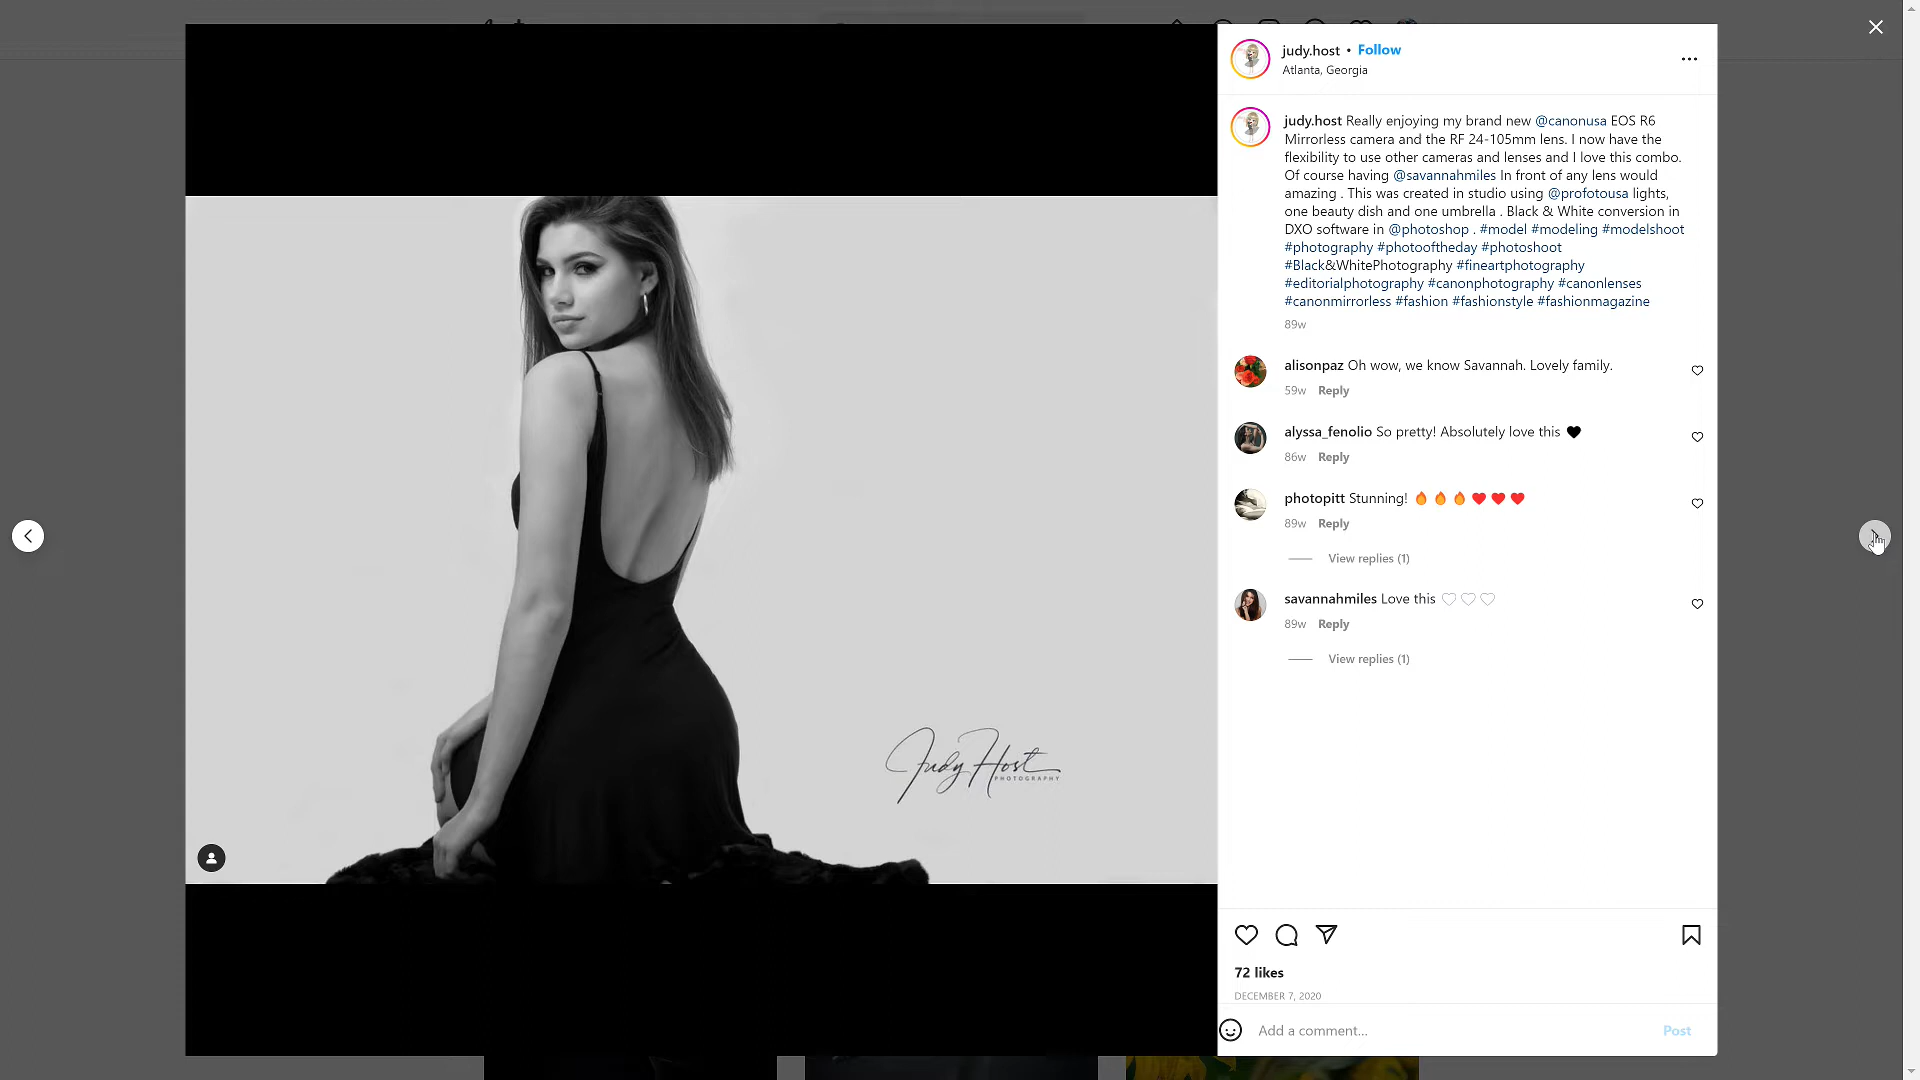 judy.host • Follow
Atlanta, Georgia
judy.host Really enjoying my brand new @canonusa EOS R6
Mirrorless camera and the RF 24-105mm lens. I now have the
flexibility to use other cameras and lenses and I love this combo.
Of course having @savannahmiles In front of any lens would
amazing . This was created in studio using @profotousa lights,
one beauty dish and one umbrella . Black & White conversion in
DXO software in @photoshop . #model #modeling #modelshoot
#photography #photooftheday #photoshoot
#Black&WhitePhotography #fineartphotography
#editorialphotography #canonphotography #canonlenses
#canonmirrorless #fashion #fashionstyle #fashionmagazine
89w
alisonpaz Oh wow, we know Savannah. Lovely family.
59w Reply
alyssa_fenolio So pretty! Absolutely love this 🖤
86w Reply
photopitt Stunning! 🔥🔥🔥❤️❤️❤️
89w Reply
View replies (1)
savannahmiles Love this 🤍🤍🤍
89w Reply
View replies (1)
Judy Host
PHOTOGRAPHY
72 likes
DECEMBER 7, 2020
Add a comment...
Post